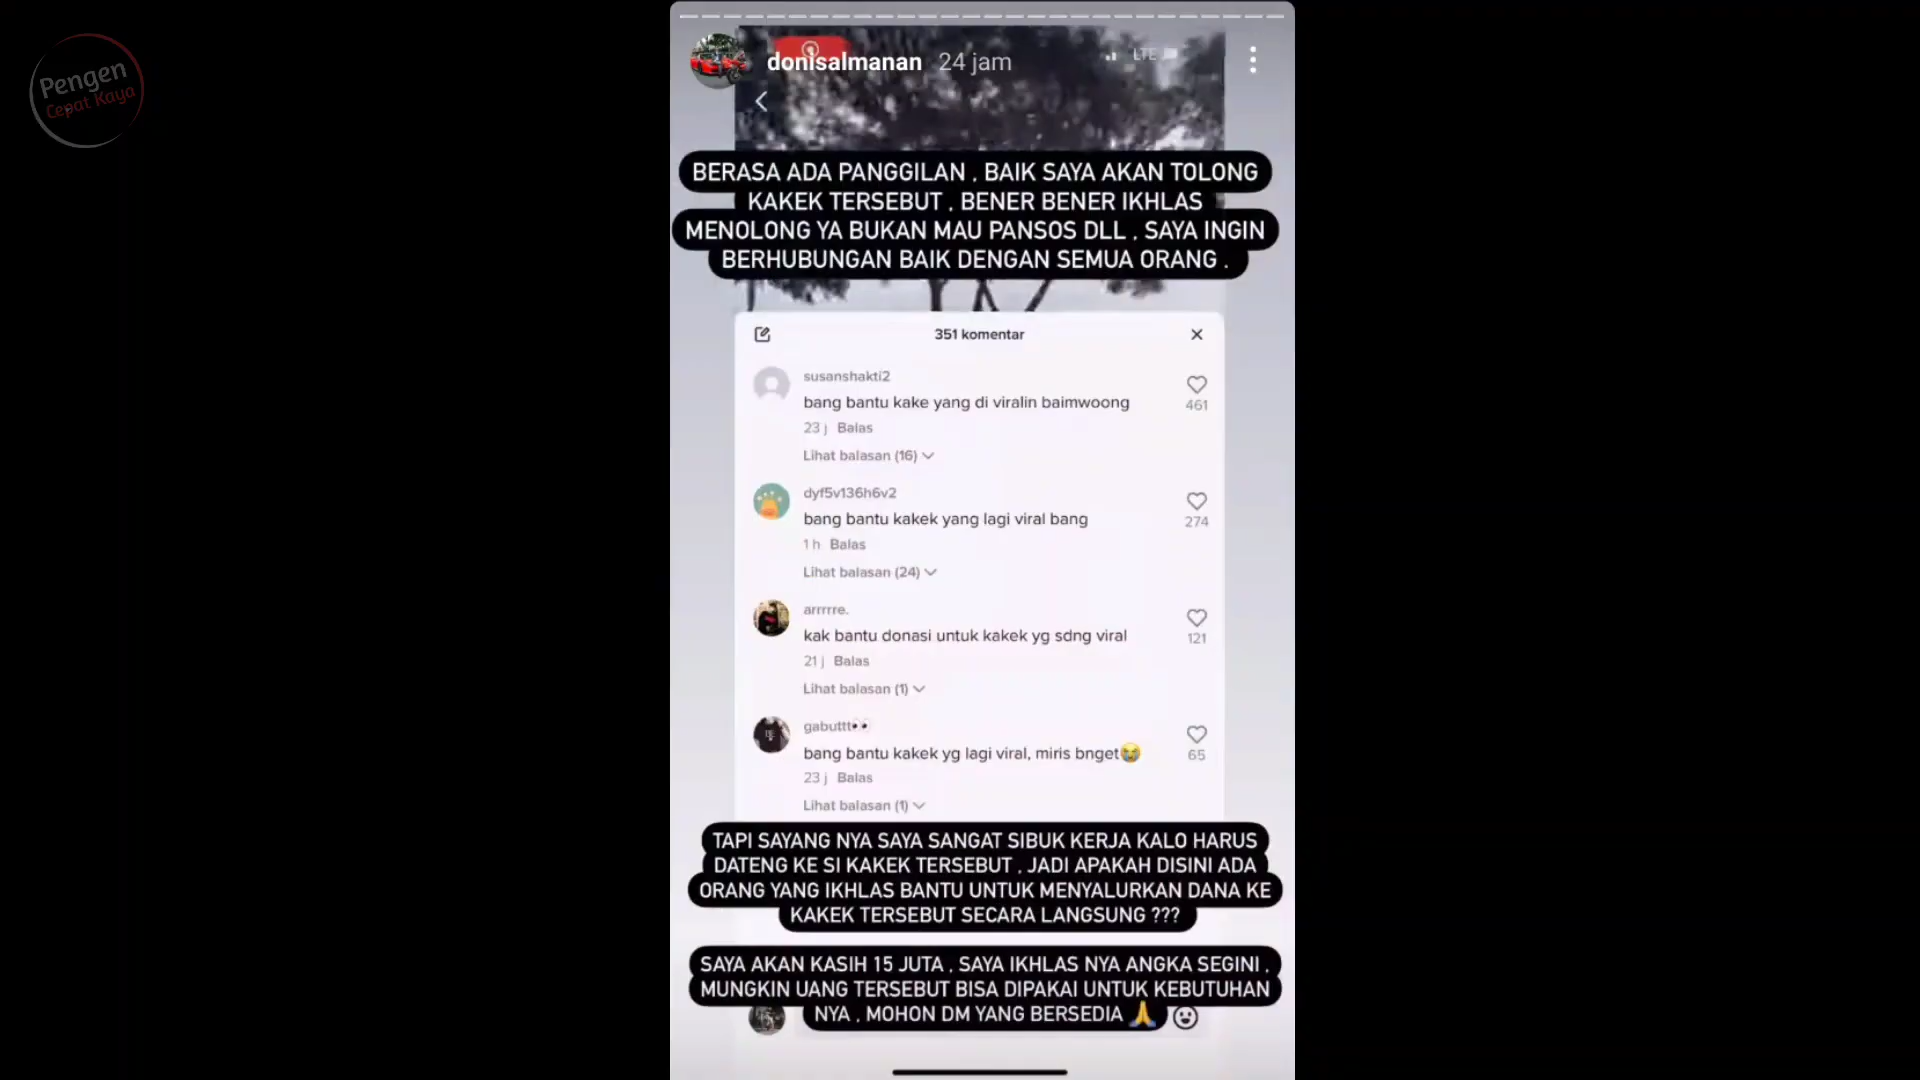 Pengen
Cepat Kaya
donisalmanan 24 jam
LTE
BERASA ADA PANGGILAN , BAIK SAYA AKAN TOLONG
KAKEK TERSEBUT , BENER BENER IKHLAS
MENOLONG YA BUKAN MAU PANSOS DLL , SAYA INGIN
BERHUBUNGAN BAIK DENGAN SEMUA ORANG .
351 komentar
susanshakti2
bang bantu kake yang di viralin baimwoong
461
23 j Balas
Lihat balasan (16)
dyf5v136h6v2
bang bantu kakek yang lagi viral bang
274
1 h Balas
Lihat balasan (24)
arrrrre.
kak bantu donasi untuk kakek yg sdng viral
121
21 j Balas
Lihat balasan (1)
gabuttt👀
bang bantu kakek yg lagi viral, miris bnget😭
65
23 j Balas
Lihat balasan (1)
TAPI SAYANG NYA SAYA SANGAT SIBUK KERJA KALO HARUS
DATENG KE SI KAKEK TERSEBUT , JADI APAKAH DISINI ADA
ORANG YANG IKHLAS BANTU UNTUK MENYALURKAN DANA KE
KAKEK TERSEBUT SECARA LANGSUNG ???
SAYA AKAN KASIH 15 JUTA , SAYA IKHLAS NYA ANGKA SEGINI ,
MUNGKIN UANG TERSEBUT BISA DIPAKAI UNTUK KEBUTUHAN
NYA , MOHON DM YANG BERSEDIA 🙏